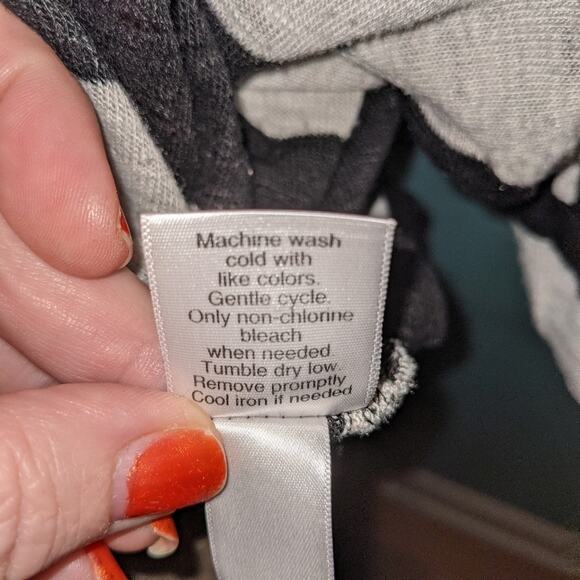 Machine wash
cold with
like colors.
Gentle cycle.
Only non-chlorine
bleach
when needed.
Tumble dry low.
Remove promptly
Cool iron if needed